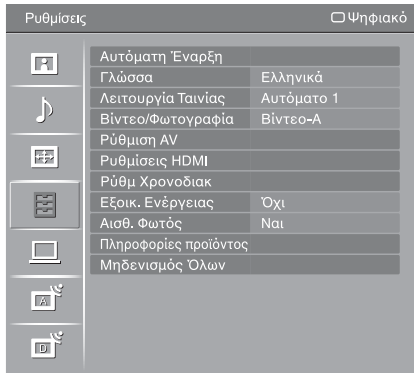 Ρυθμίσεις Ψηφιακό
Αυτόματη Έναρξη
Γλώσσα Ελληνικά
Λειτουργία Ταινίας Αυτόματο 1
Βίντεο/Φωτογραφία Βίντεο-A
Ρύθμιση AV
Ρυθμίσεις HDMI
Ρύθμ Χρονοδιακ
Εξοικ. Ενέργειας Όχι
Αισθ. Φωτός Ναι
Πληροφορίες προϊόντος
Μηδενισμός Όλων
A
D